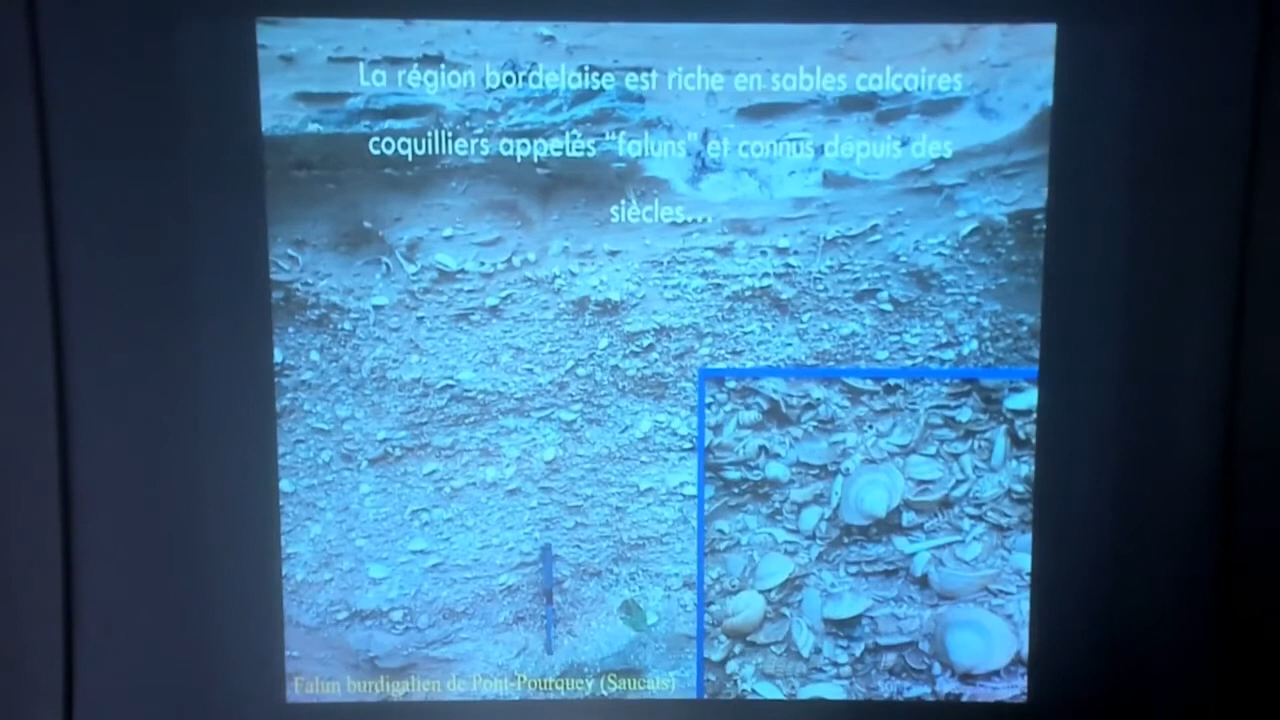 La région bordelaise est riche en sables calcaires
coquilliers appelés "faluns" et connus depuis des
siècles...
Falun burdigalien de Pont-Pourquey (Saucats)